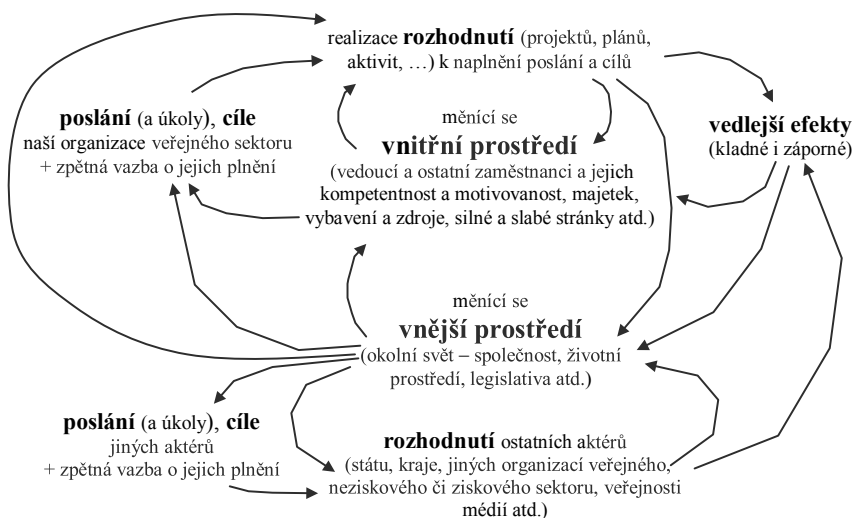 realizace rozhodnutí (projektů, plánů,
aktivit, …) k naplnění poslání a cílů
poslání (a úkoly), cíle
naší organizace veřejného sektoru
+ zpětná vazba o jejich plnění
měnící se
vnitřní prostředí
(vedoucí a ostatní zaměstnanci a jejich
kompetentnost a motivovanost, majetek,
vybavení a zdroje, silné a slabé stránky atd.)
vedlejší efekty
(kladné i záporné)
měnící se
vnější prostředí
(okolní svět – společnost, životní
prostředí, legislativa atd.)
poslání (a úkoly), cíle
jiných aktérů
+ zpětná vazba o jejich plnění
rozhodnutí ostatních aktérů
(státu, kraje, jiných organizací veřejného,
neziskového či ziskového sektoru, veřejnosti
médií atd.)